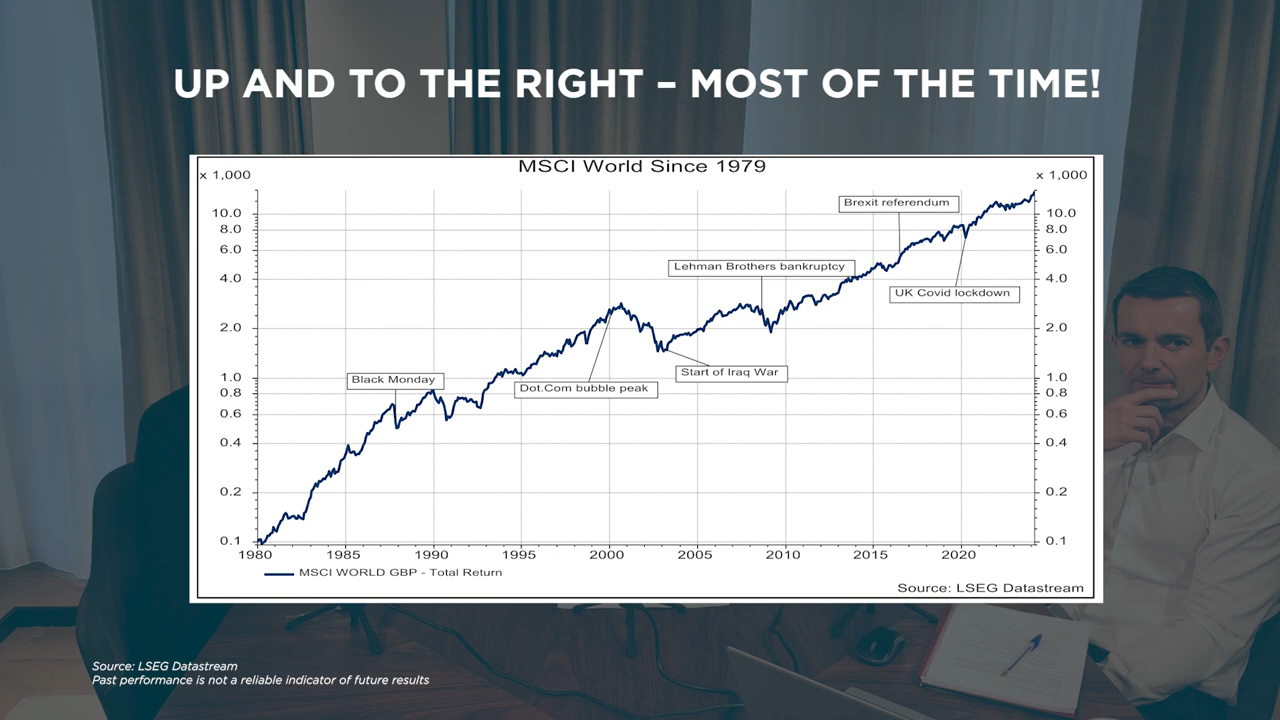 UP AND TO THE RIGHT – MOST OF THE TIME!
MSCI World Since 1979
x 1,000
x 1,000
10.0
8.0
6.0
4.0
2.0
1.0
0.8
0.6
0.4
0.2
0.1
10.0
8.0
6.0
4.0
2.0
1.0
0.8
0.6
0.4
0.2
0.1
Brexit referendum
Lehman Brothers bankruptcy
UK Covid lockdown
Start of Iraq War
Black Monday
Dot.Com bubble peak
1980 1985 1990 1995 2000 2005 2010 2015 2020
MSCI WORLD GBP - Total Return
Source: LSEG Datastream
Source: LSEG Datastream
Past performance is not a reliable indicator of future results